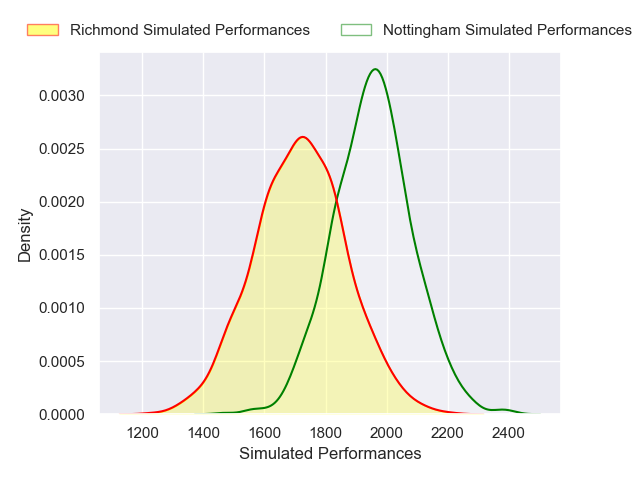 Richmond Simulated Performances Nottingham Simulated Performances
0.0030
0.0025
0.0020
0.0015
0.0010
0.0005
0.0000
Density
1200 1400 1600 1800 2000 2200 2400
Simulated Performances